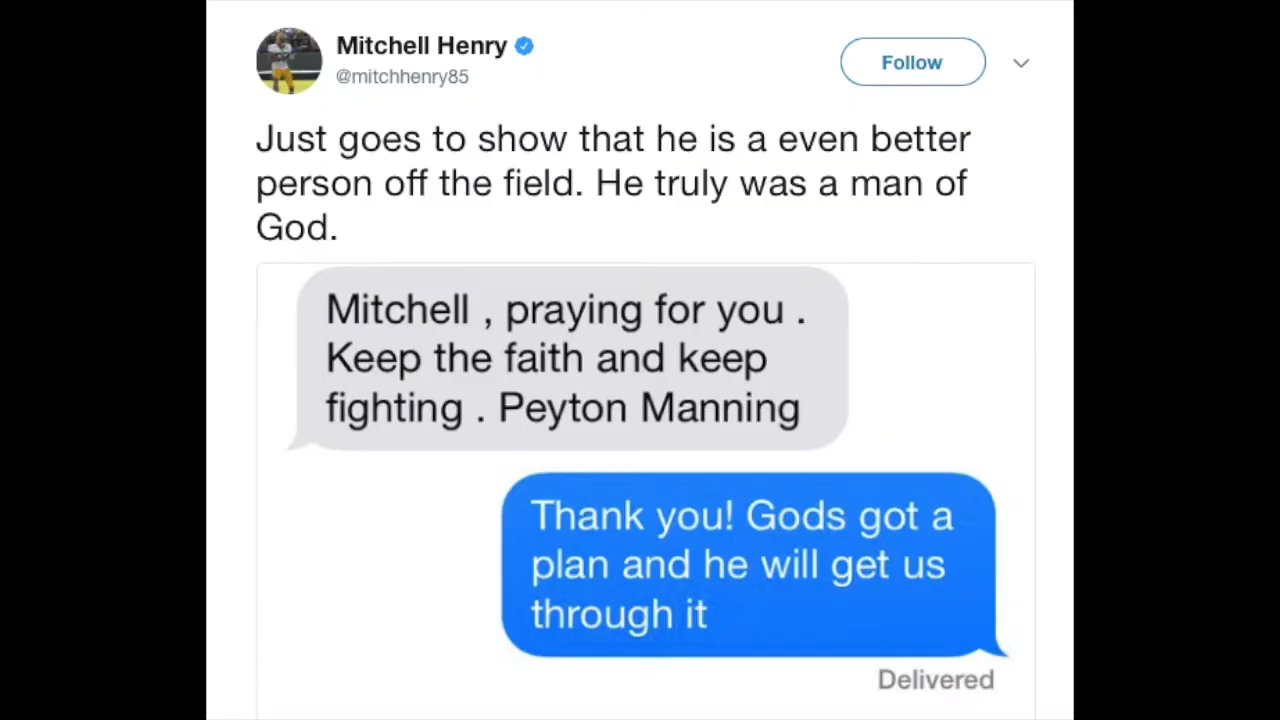 Mitchell Henry
Follow
@mitchhenry85
Just goes to show that he is a even better
person off the field. He truly was a man of
God.
Mitchell , praying for you .
Keep the faith and keep
fighting . Peyton Manning
Thank you! Gods got a
plan and he will get us
through it
Delivered